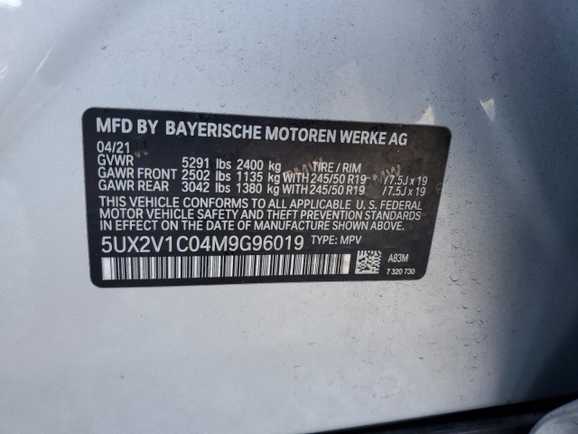 MFD BY BAYERISCHE MOTOREN WERKE AG
04/21
GVWR 5291 lbs 2400 kg TIRE / RIM
GAWR FRONT 2502 lbs 1135 kg WITH 245/50 R19 /7.5J x 19
GAWR REAR 3042 lbs 1380 kg WITH 245/50 R19 /7.5J x 19
THIS VEHICLE CONFORMS TO ALL APPLICABLE U. S. FEDERAL
MOTOR VEHICLE SAFETY AND THEFT PREVENTION STANDARDS
IN EFFECT ON THE DATE OF MANUFACTURE SHOWN ABOVE.
5UX2V1C04M9G96019 TYPE: MPV
A83M
7 320 730